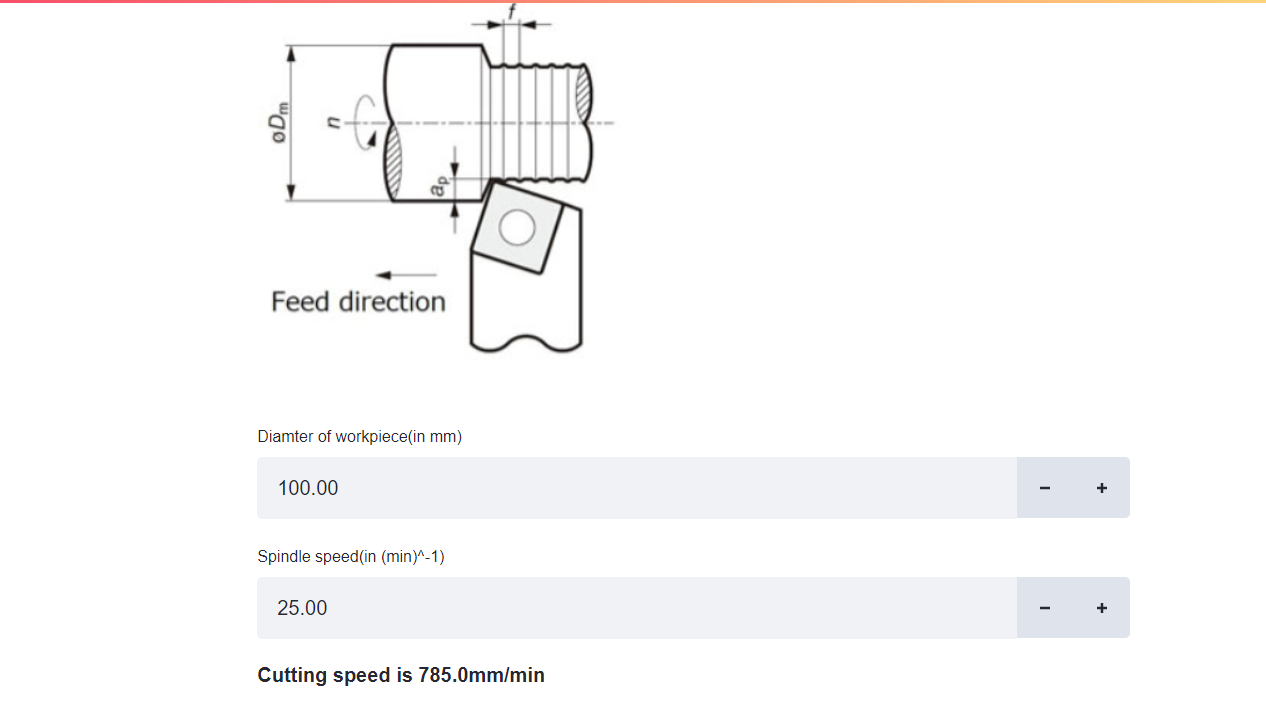 f
øDm
n
ap
Feed direction
Diamter of workpiece(in mm)
100.00
Spindle speed(in (min)^-1)
25.00
Cutting speed is 785.0mm/min